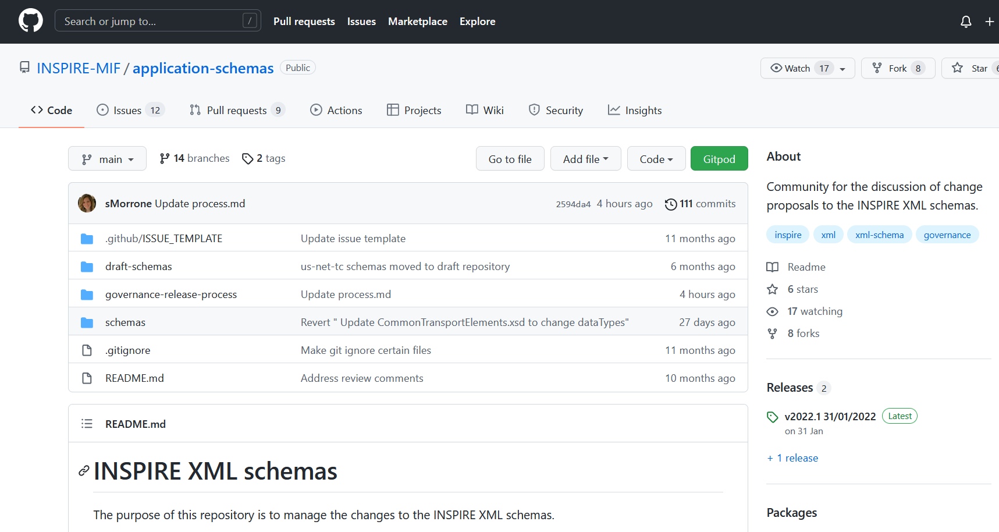 Search or jump to... / Pull requests Issues Marketplace Explore
INSPIRE-MIF / application-schemas Public Watch 17 Fork 8 Star 6
Code Issues 12 Pull requests 9 Actions Projects Wiki Security Insights
main 14 branches 2 tags Go to file Add file Code Gitpod
sMorrone Update process.md 2594da4 4 hours ago 111 commits
.github/ISSUE_TEMPLATE Update issue template 11 months ago
draft-schemas us-net-tc schemas moved to draft repository 6 months ago
governance-release-process Update process.md 4 hours ago
schemas Revert " Update CommonTransportElements.xsd to change dataTypes" 27 days ago
.gitignore Make git ignore certain files 11 months ago
README.md Address review comments 10 months ago
README.md
INSPIRE XML schemas
The purpose of this repository is to manage the changes to the INSPIRE XML schemas.
About
Community for the discussion of change
proposals to the INSPIRE XML schemas.
inspire xml xml-schema governance
Readme
6 stars
17 watching
8 forks
Releases 2
v2022.1 31/01/2022 Latest
on 31 Jan
+ 1 release
Packages